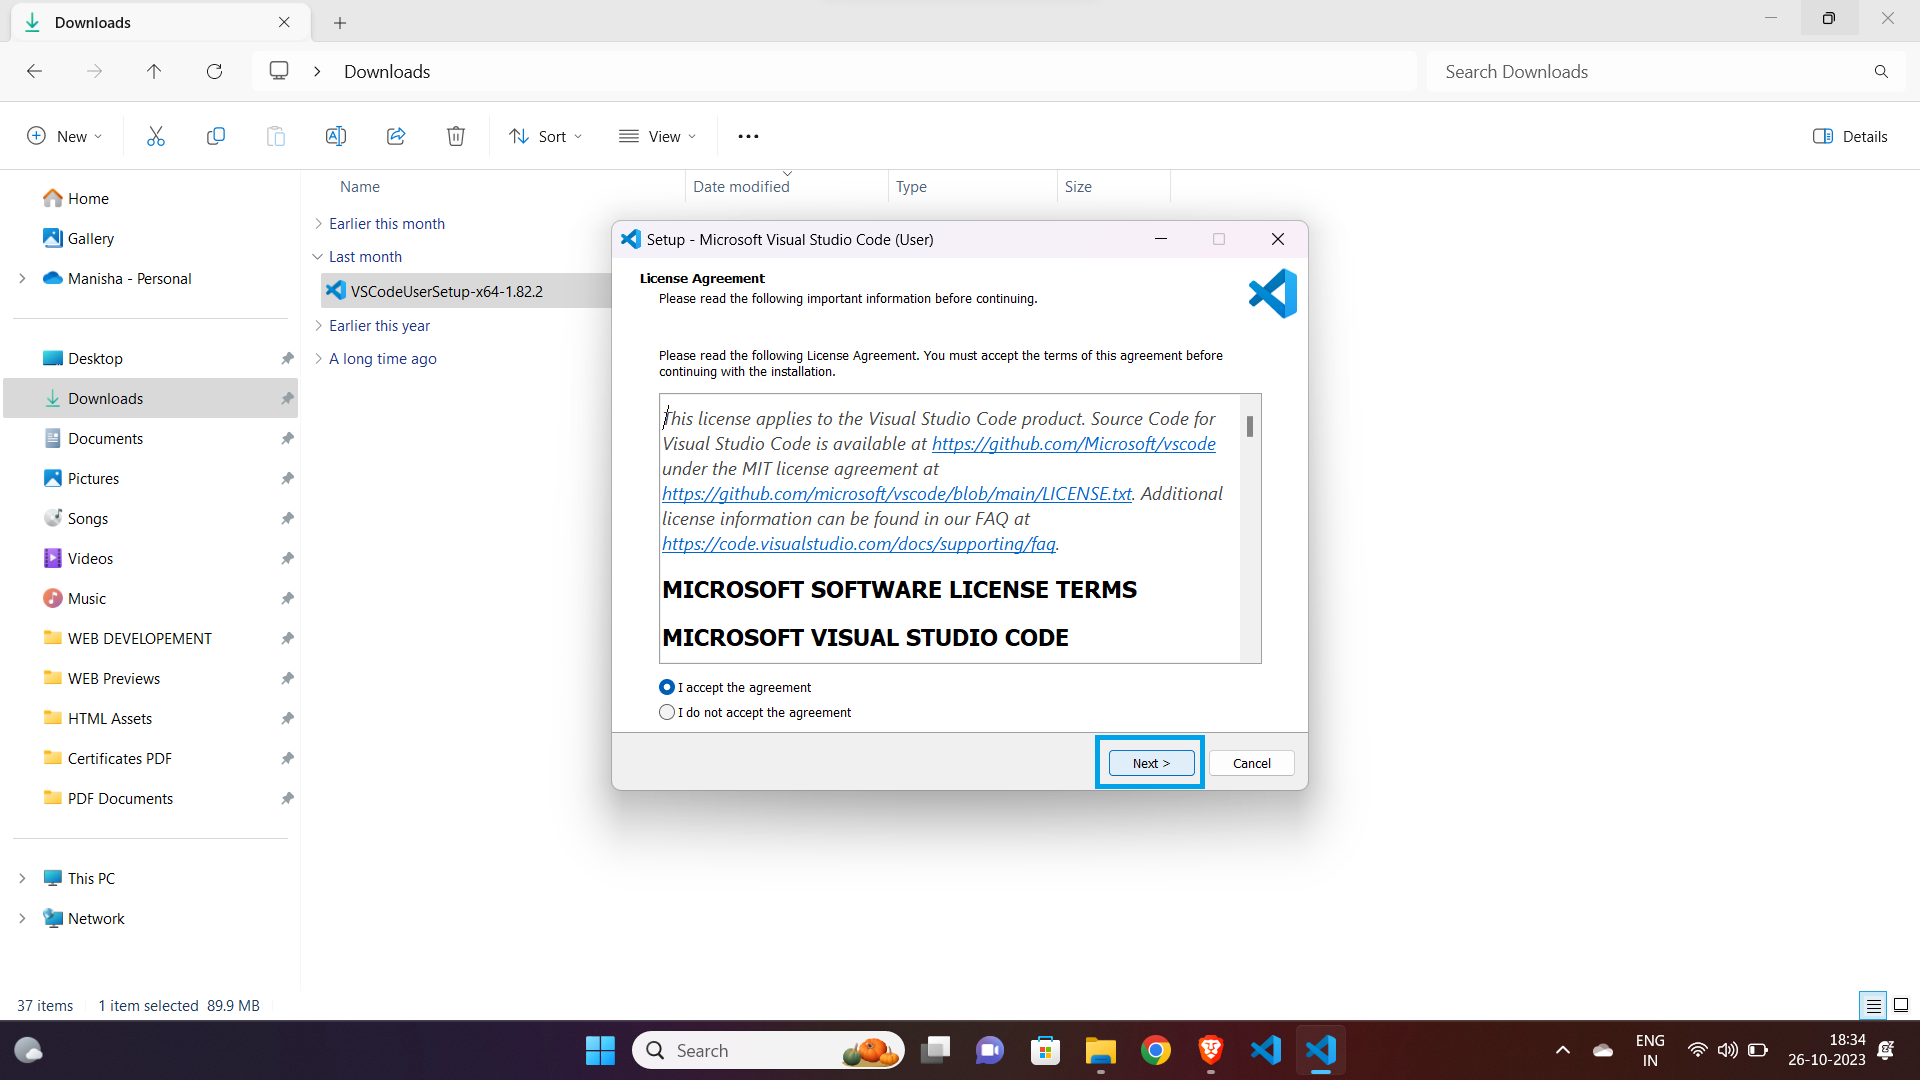 Downloads
Downloads
Search Downloads
New
Sort
View
Details
Name
Date modified
Type
Size
Home
Gallery
Manisha - Personal
Desktop
Downloads
Documents
Pictures
Songs
Videos
Music
WEB DEVELOPEMENT
WEB Previews
HTML Assets
Certificates PDF
PDF Documents
This PC
Network
Earlier this month
Last month
VSCodeUserSetup-x64-1.82.2
Earlier this year
A long time ago
Setup - Microsoft Visual Studio Code (User)
License Agreement
Please read the following important information before continuing.
Please read the following License Agreement. You must accept the terms of this agreement before
continuing with the installation.
This license applies to the Visual Studio Code product. Source Code for
Visual Studio Code is available at https://github.com/Microsoft/vscode
under the MIT license agreement at
https://github.com/microsoft/vscode/blob/main/LICENSE.txt. Additional
license information can be found in our FAQ at
https://code.visualstudio.com/docs/supporting/faq.
MICROSOFT SOFTWARE LICENSE TERMS
MICROSOFT VISUAL STUDIO CODE
I accept the agreement
I do not accept the agreement
Next >
Cancel
37 items
1 item selected 89.9 MB
Search
ENG
IN
18:34
26-10-2023